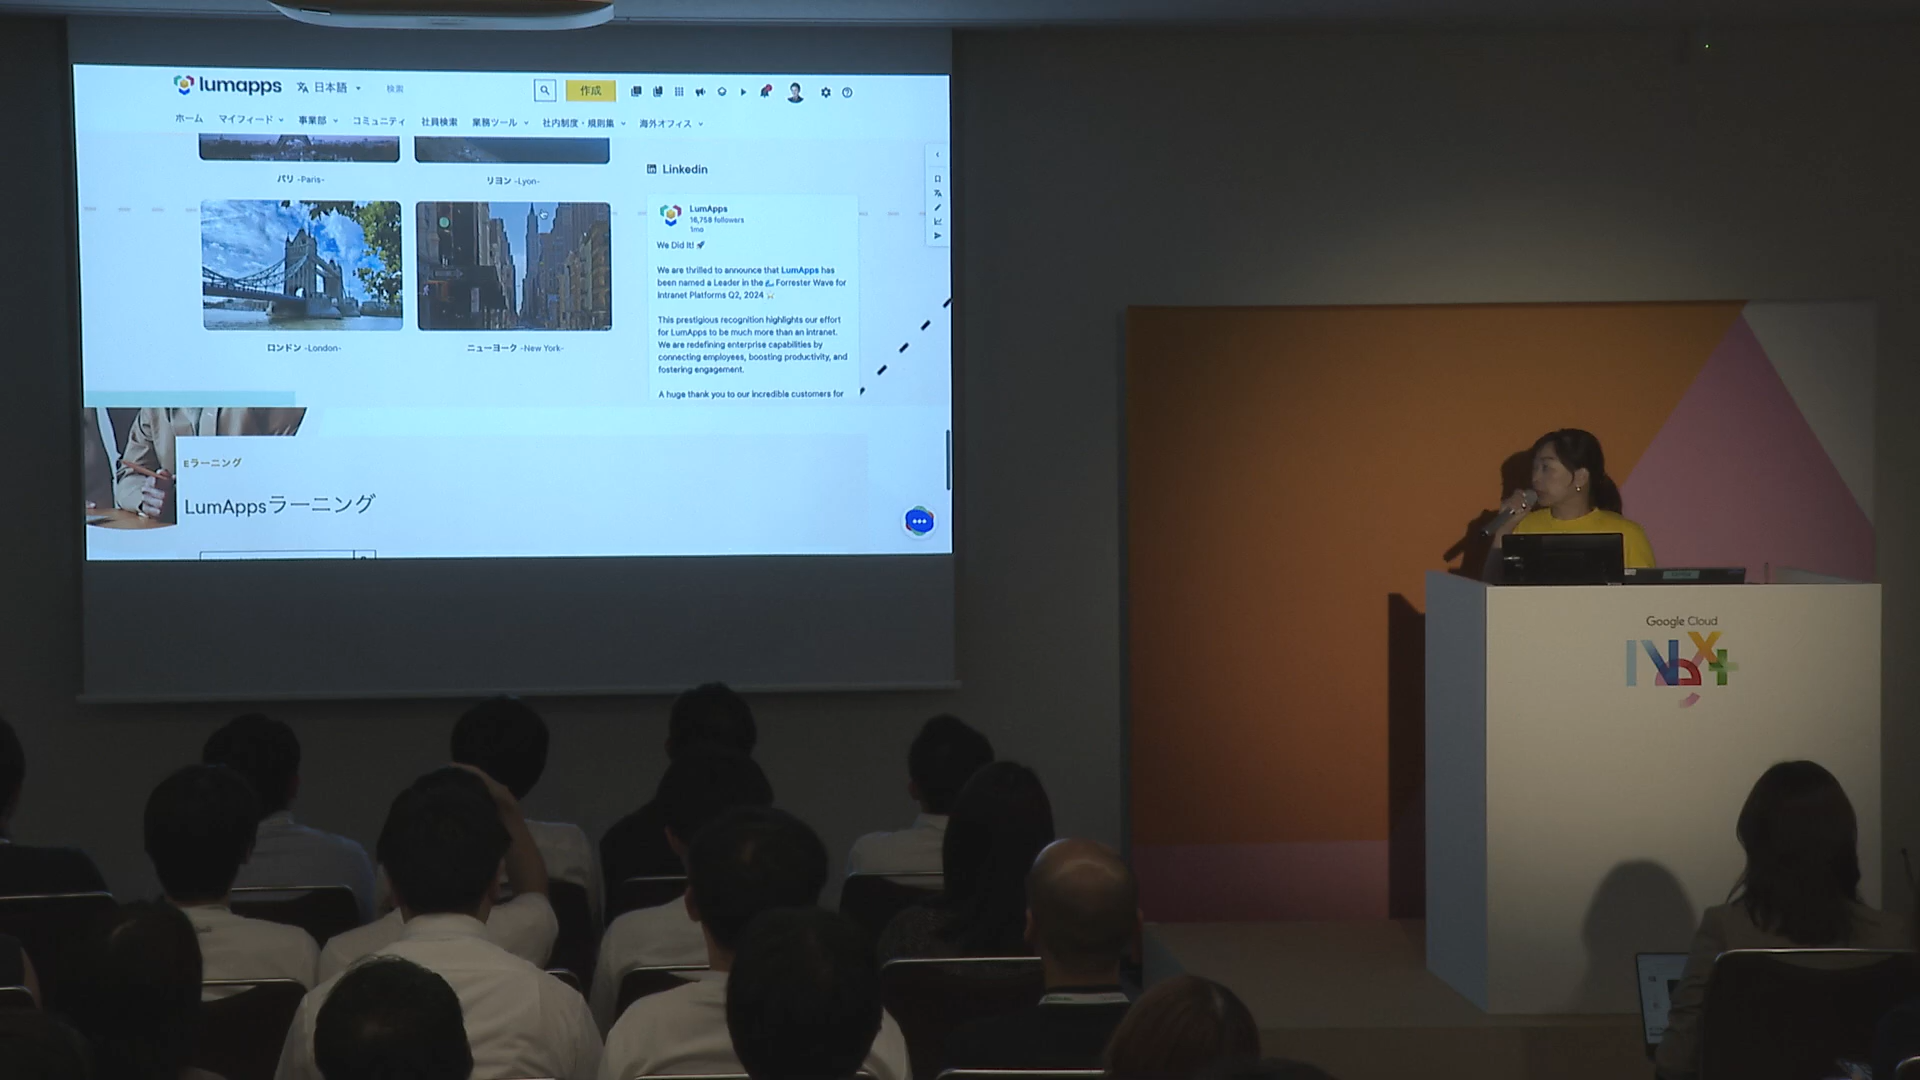 lumapps
日本語
検索
作成
ホーム マイフィード 事業部 コミュニティ 社員検索 業務ツール 社内制度・規則集 海外オフィス
パリ -Paris-
リヨン -Lyon-
Linkedin
LumApps
16,758 followers
1mo
We Did It! 🚀
We are thrilled to announce that LumApps has
been named a Leader in the 🌊 Forrester Wave for
Intranet Platforms Q2, 2024
This prestigious recognition highlights our effort
for LumApps to be much more than an intranet.
We are redefining enterprise capabilities by
connecting employees, boosting productivity, and
fostering engagement.
A huge thank you to our incredible customers for
ロンドン -London-
ニューヨーク -New York-
Eラーニング
LumAppsラーニング
Google Cloud
Next